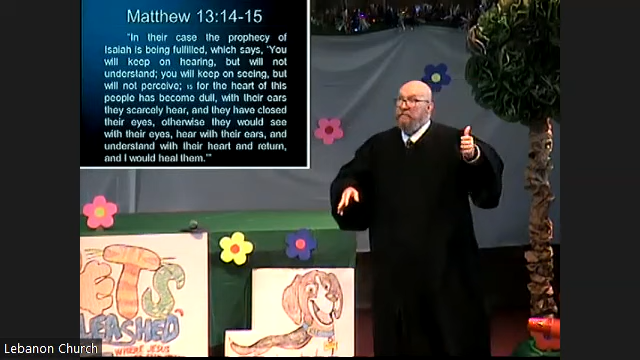 Matthew 13:14-15
"In their case the prophecy of
Isaiah is being fulfilled, which says, 'You
will keep on hearing, but will not
understand; you will keep on seeing, but
will not perceive; 15 for the heart of this
people has become dull, with their ears
they scarcely hear, and they have closed
their eyes, otherwise they would see
with their eyes, hear with their ears, and
understand with their heart and return,
and I would heal them.'"
ETS
LEASHED
WHERE JESUS
Lebanon Church